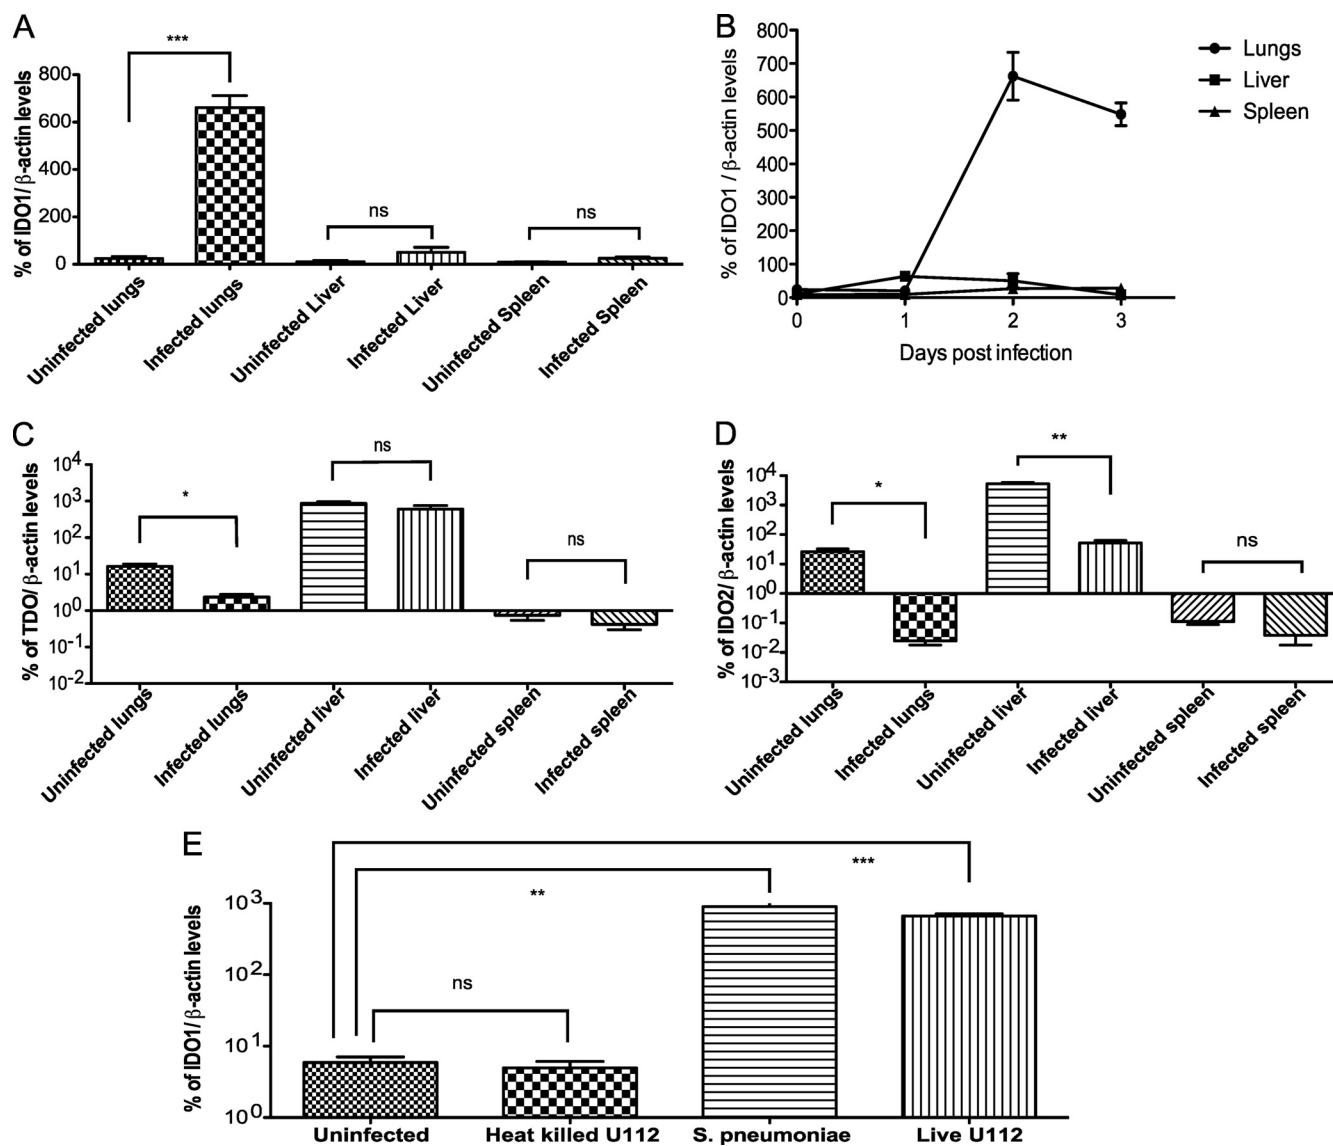 A
***
% of IDO1/ β-actin levels
800
600
400
200
0
ns
ns
Uninfected lungs
Infected lungs
Uninfected Liver
Infected Liver
Uninfected Spleen
Infected Spleen
B
% of IDO1 / β-actin levels
800
700
600
500
400
300
200
100
0
0
1
2
3
Days post infection
Lungs
Liver
Spleen
C
% of TDO/ β-actin levels
10⁴
10³
10²
10¹
10⁰
10⁻¹
10⁻²
*
ns
ns
Uninfected lungs
Infected lungs
Uninfected liver
Infected liver
Uninfected spleen
Infected spleen
D
% of IDO2/ β-actin levels
10⁴
10³
10²
10¹
10⁰
10⁻¹
10⁻²
10⁻³
*
**
ns
Uninfected lungs
Infected lungs
Uninfected liver
Infected liver
Uninfected spleen
Infected spleen
E
% of IDO1/ β-actin levels
10³
10²
10¹
10⁰
***
**
ns
Uninfected
Heat killed U112
S. pneumoniae
Live U112